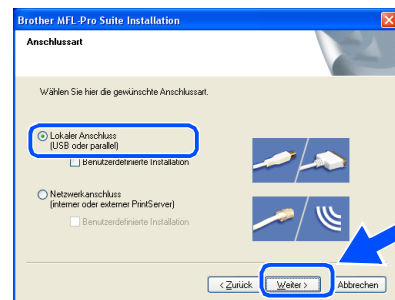 Brother MFL-Pro Suite Installation
Anschlussart
Wählen Sie hier die gewünschte Anschlussart.
Lokaler Anschluss
(USB oder parallel)
Benutzerdefinierte Installation
Netzwerkanschluss
(interner oder externer PrintServer)
Benutzerdefinierte Installation
< Zurück Weiter > Abbrechen